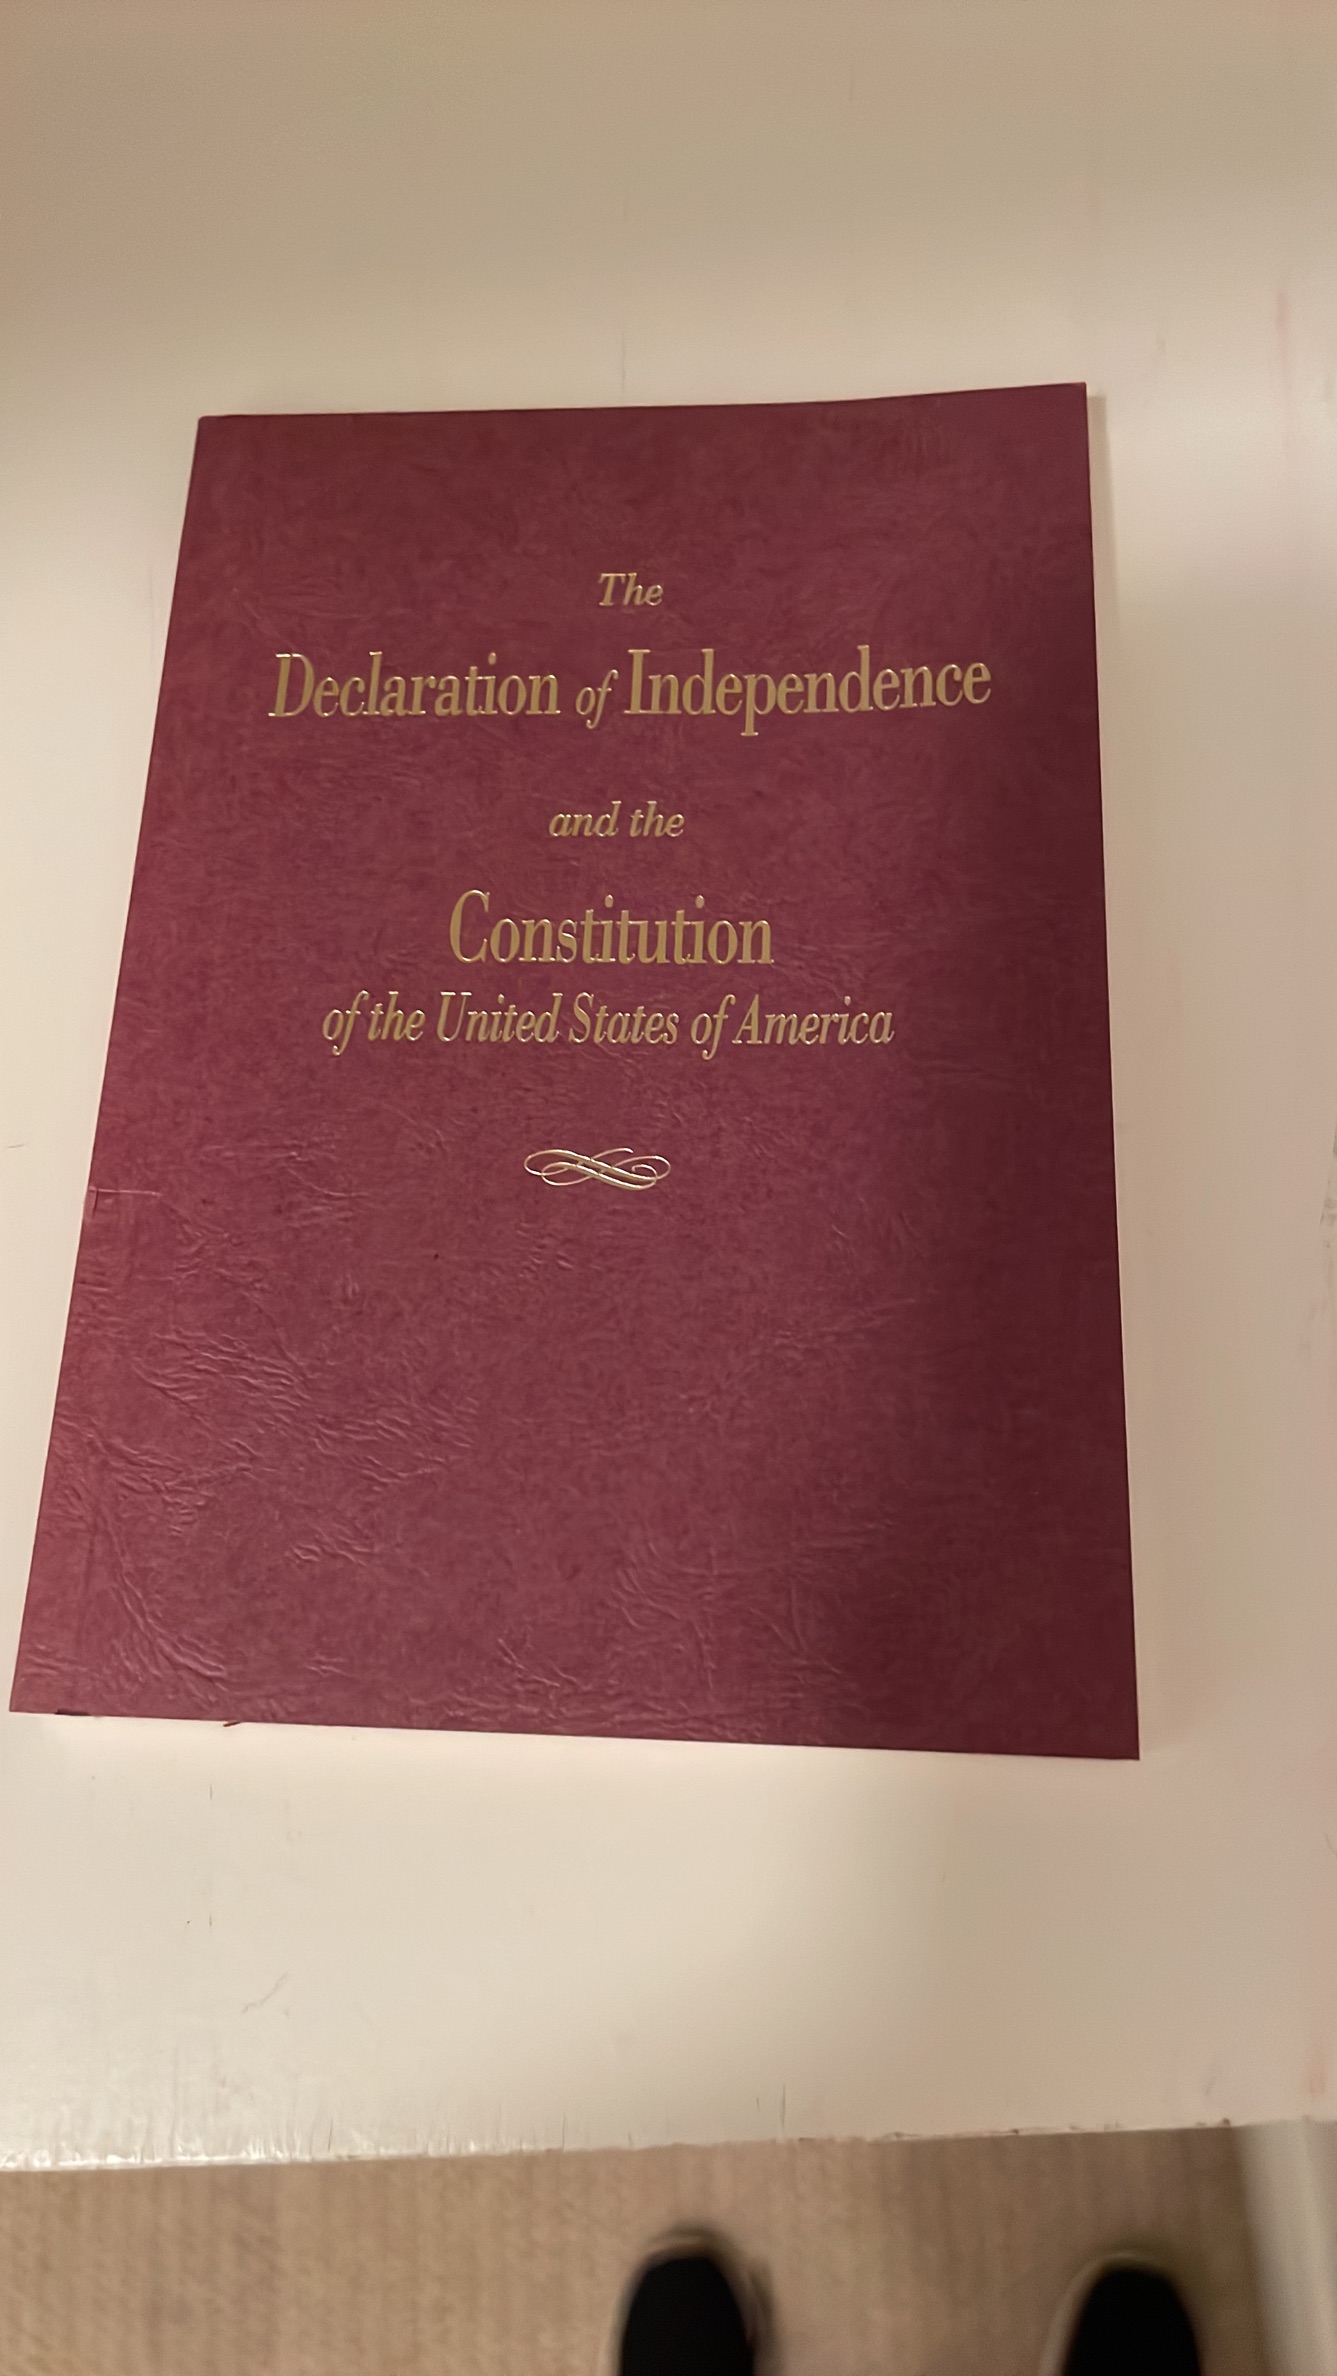 The
Declaration of Independence
and the
Constitution
of the United States of America